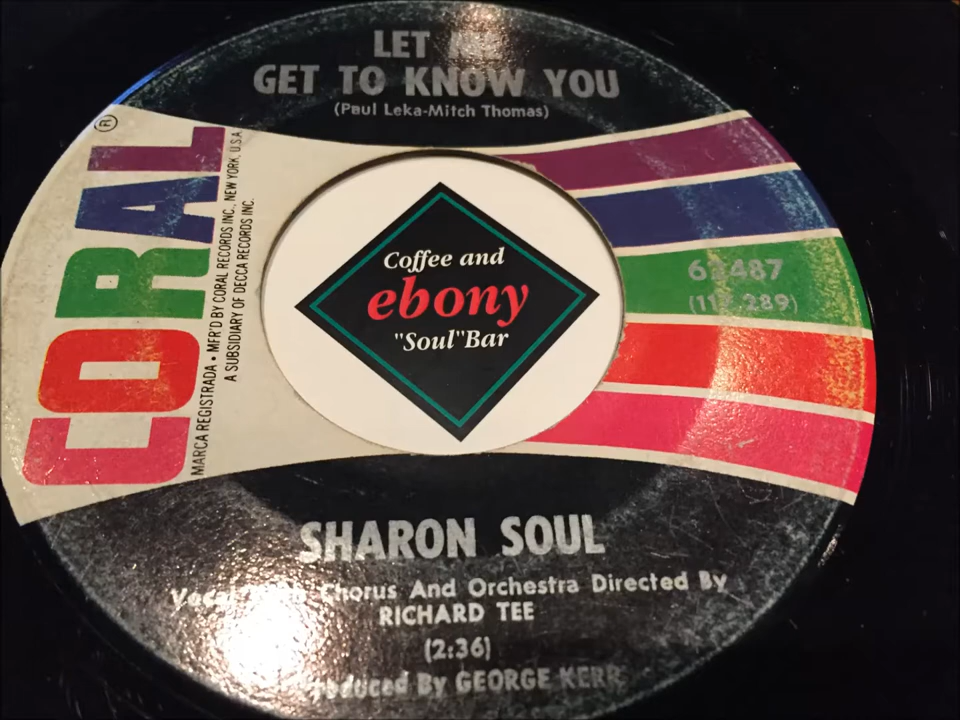 LET
GET TO KNOW YOU
(Paul Leka-Mitch Thomas)
CORAL
®
MARCA REGISTRADA • MFR'D BY CORAL RECORDS INC., NEW YORK, U.S.A.
A SUBSIDIARY OF DECCA RECORDS INC.
Coffee and
ebony
"Soul"Bar
SHARON SOUL
Chorus And Orchestra Directed By
RICHARD TEE
(2:36)
Produced By GEORGE KERR